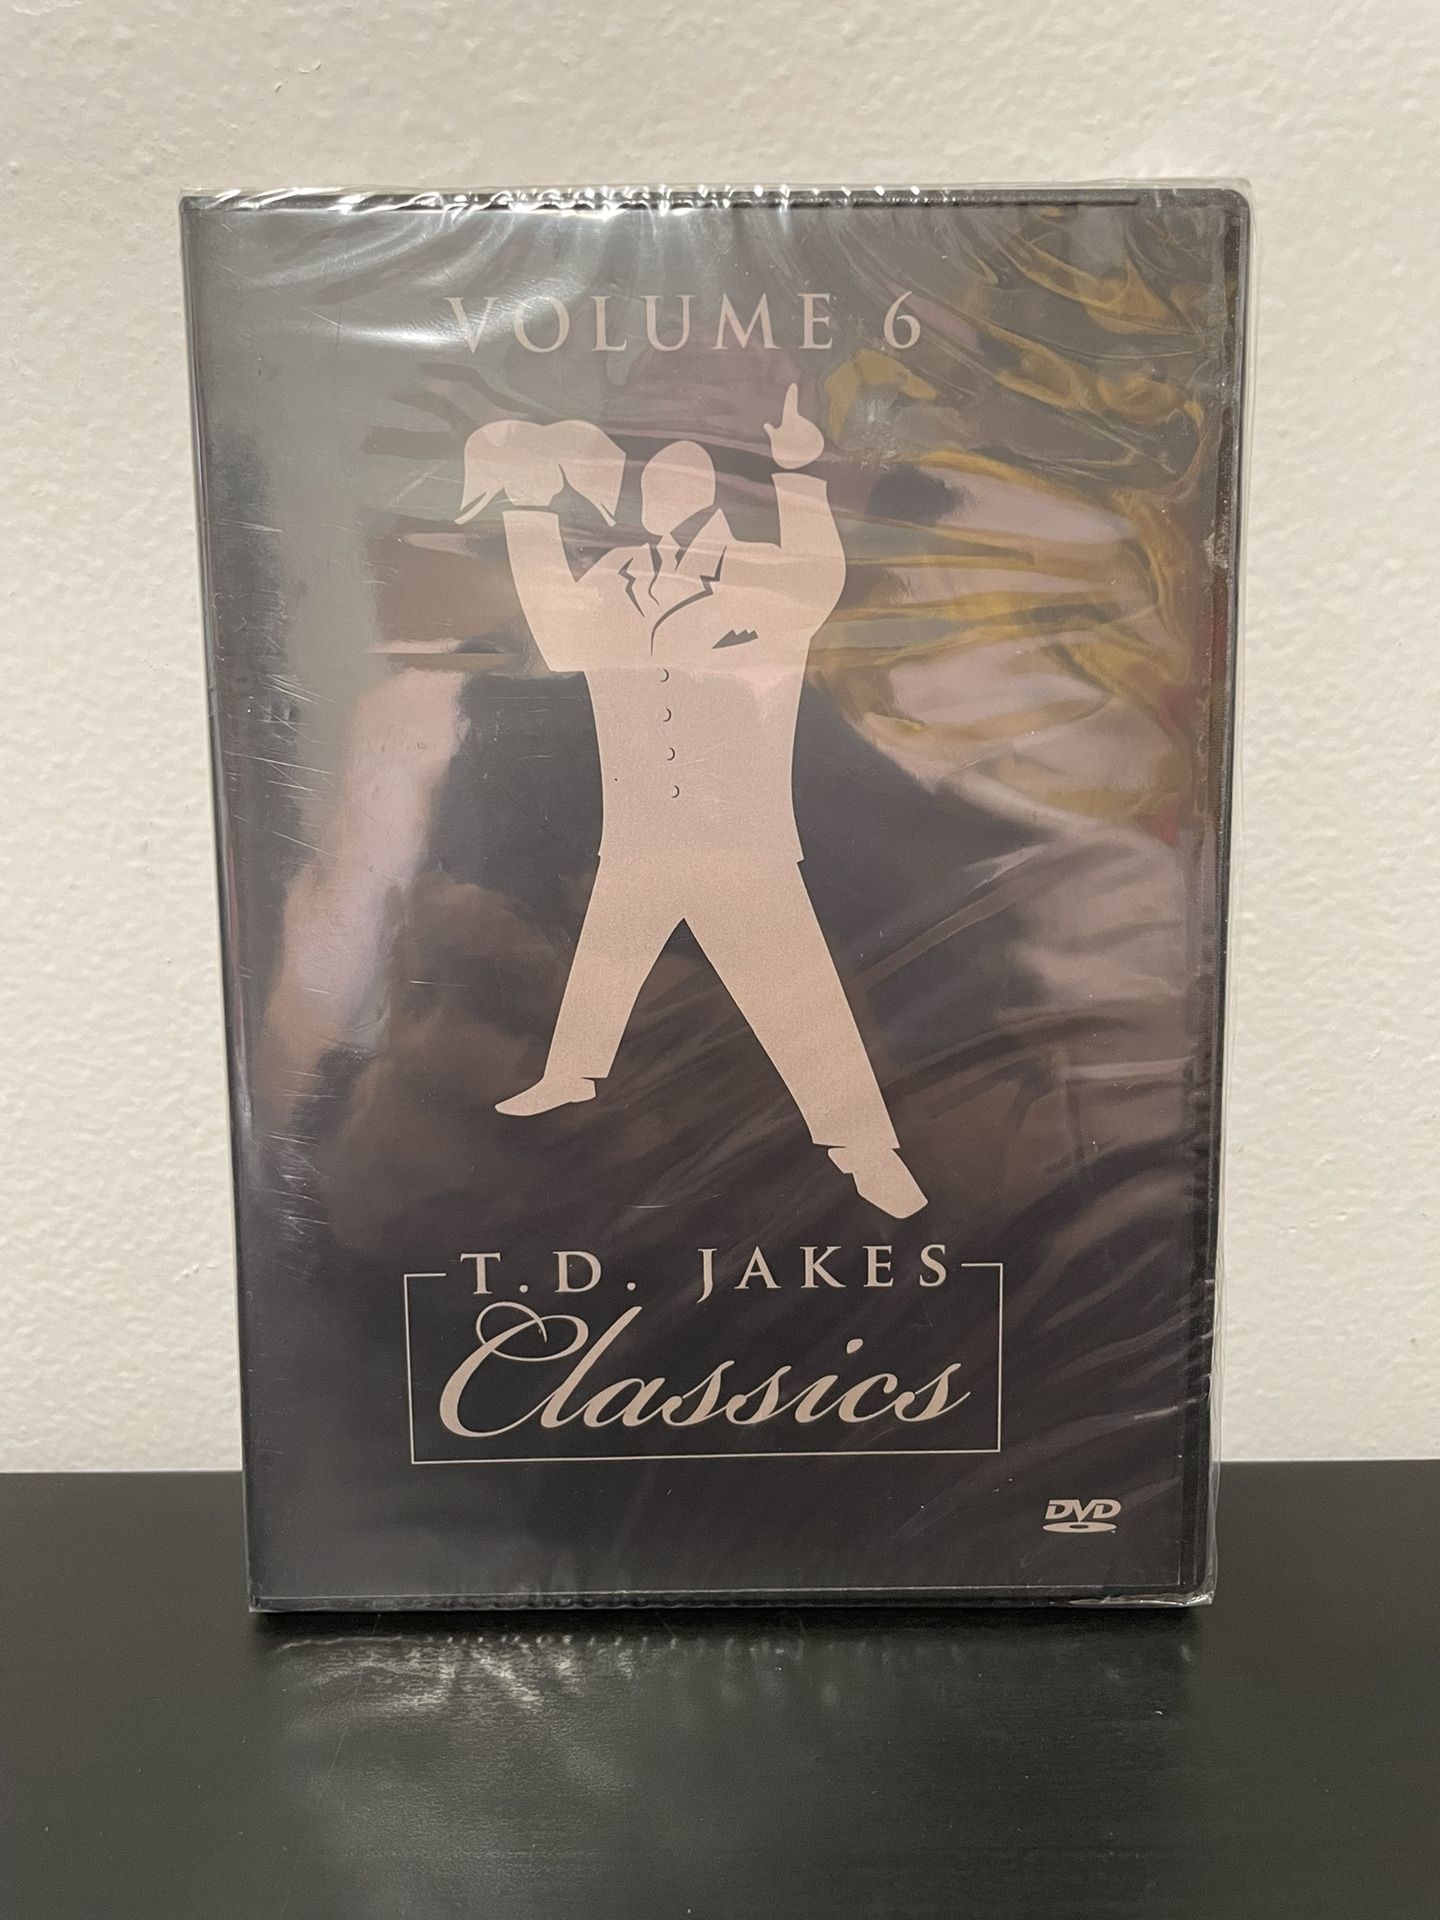 VOLUME 6
T.D. JAKES
Classics
DVD